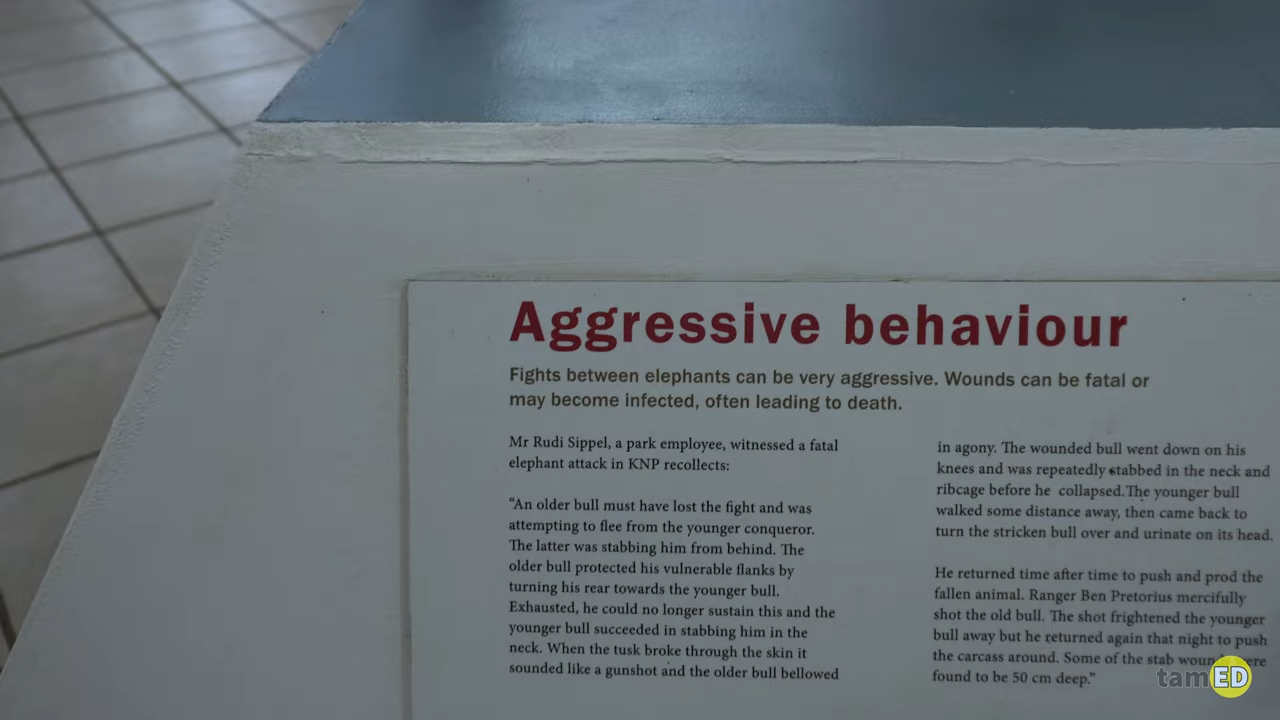 Aggressive behaviour
Fights between elephants can be very aggressive. Wounds can be fatal or
may become infected, often leading to death.
Mr Rudi Sippel, a park employee, witnessed a fatal
elephant attack in KNP recollects:
“An older bull must have lost the fight and was
attempting to flee from the younger conqueror.
The latter was stabbing him from behind. The
older bull protected his vulnerable flanks by
turning his rear towards the younger bull.
Exhausted, he could no longer sustain this and the
younger bull succeeded in stabbing him in the
neck. When the tusk broke through the skin it
sounded like a gunshot and the older bull bellowed
in agony. The wounded bull went down on his
knees and was repeatedly stabbed in the neck and
ribcage before he collapsed.The younger bull
walked some distance away, then came back to
turn the stricken bull over and urinate on its head.
He returned time after time to push and prod the
fallen animal. Ranger Ben Pretorius mercifully
shot the old bull. The shot frightened the younger
bull away but he returned again that night to push
the carcass around. Some of the stab wounds were
found to be 50 cm deep.”
tamED